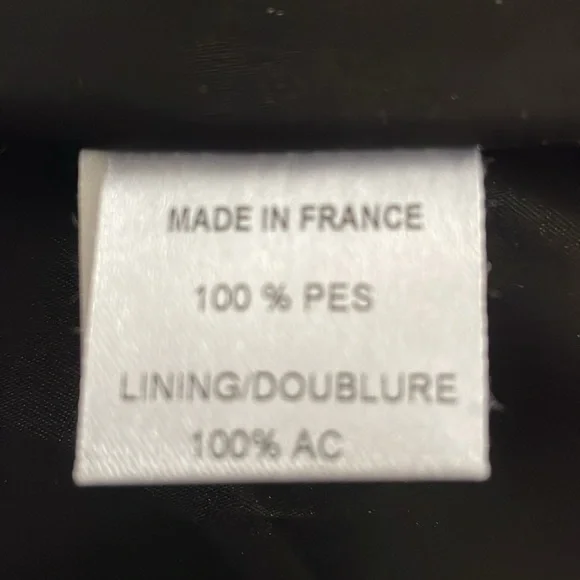 MADE IN FRANCE
100 % PES
LINING/DOUBLURE
100% AC